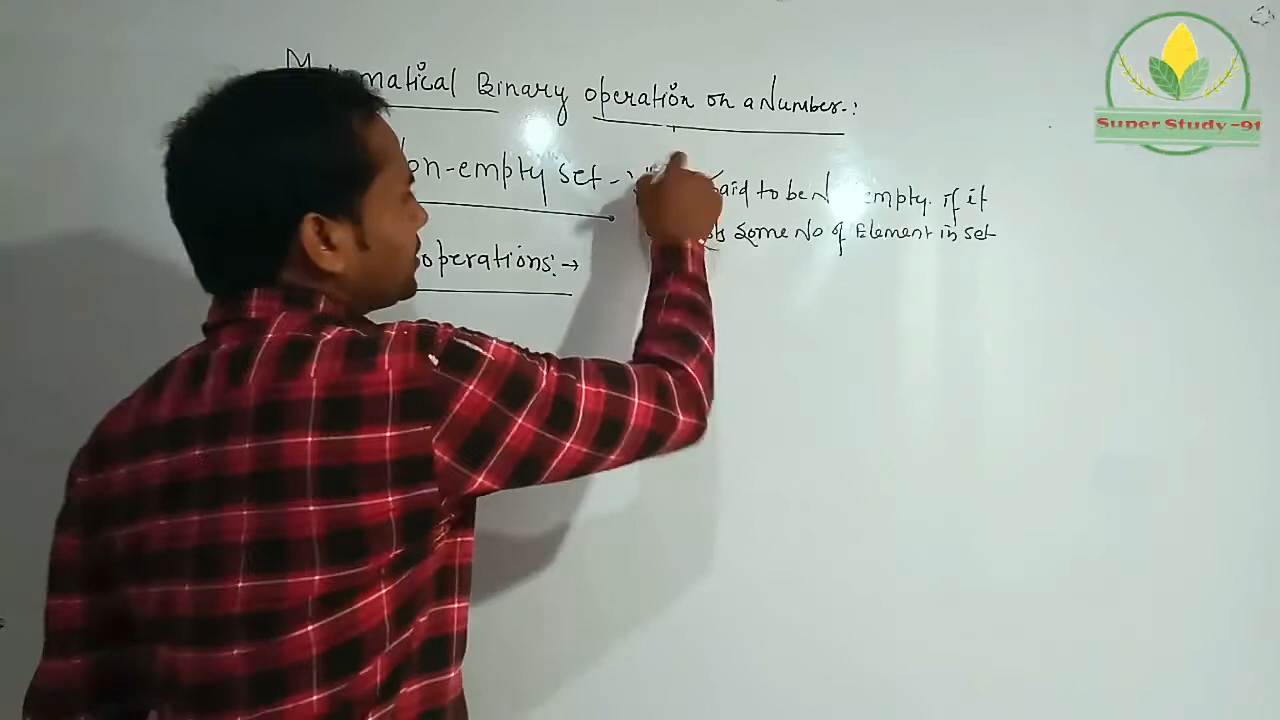 Mathematical Binary operation on a Number :
Non-empty set → said to be N empty. if it
some No of Element in set
operations: →
Super Study -91